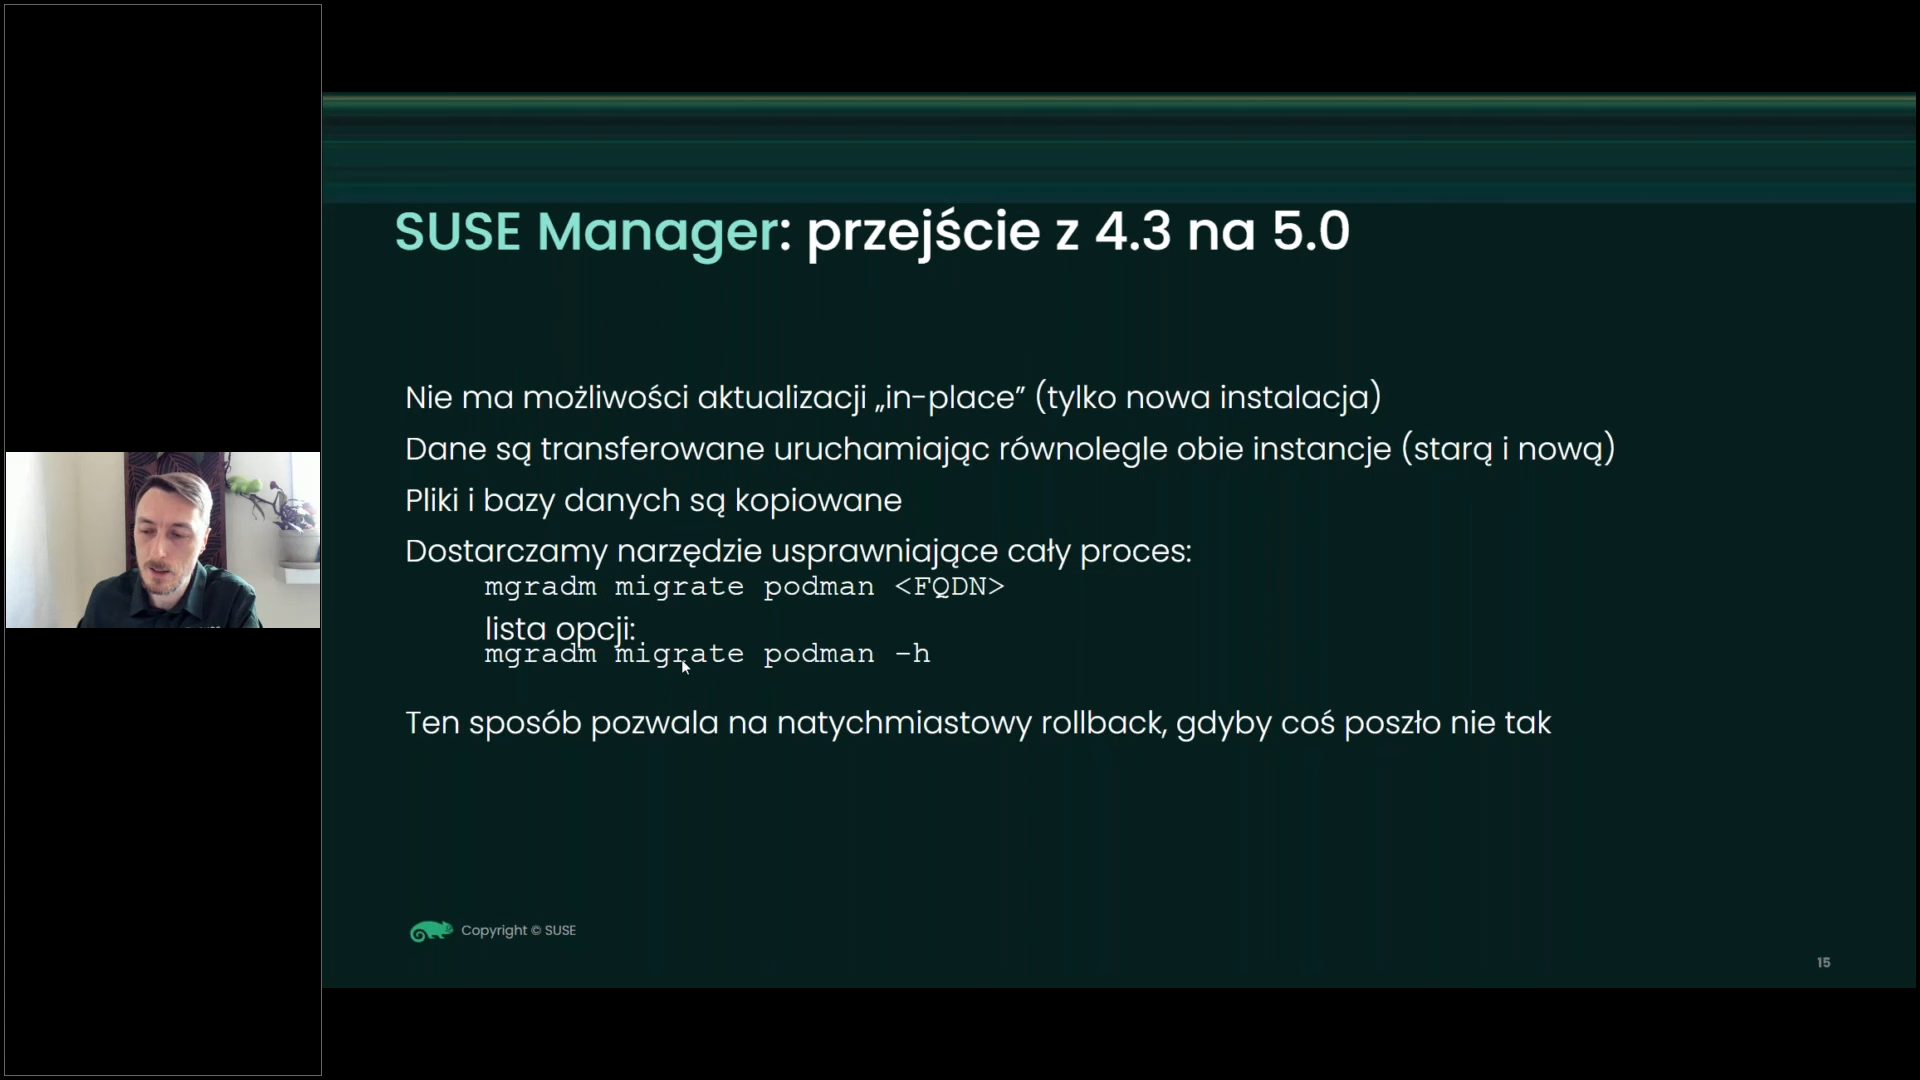 SUSE Manager: przejście z 4.3 na 5.0
Nie ma możliwości aktualizacji „in-place” (tylko nowa instalacja)
Dane są transferowane uruchamiając równolegle obie instancje (starą i nową)
Pliki i bazy danych są kopiowane
Dostarczamy narzędzie usprawniające cały proces:
mgradm migrate podman <FQDN>
lista opcji:
mgradm migrate podman -h
Ten sposób pozwala na natychmiastowy rollback, gdyby coś poszło nie tak
Copyright © SUSE
15